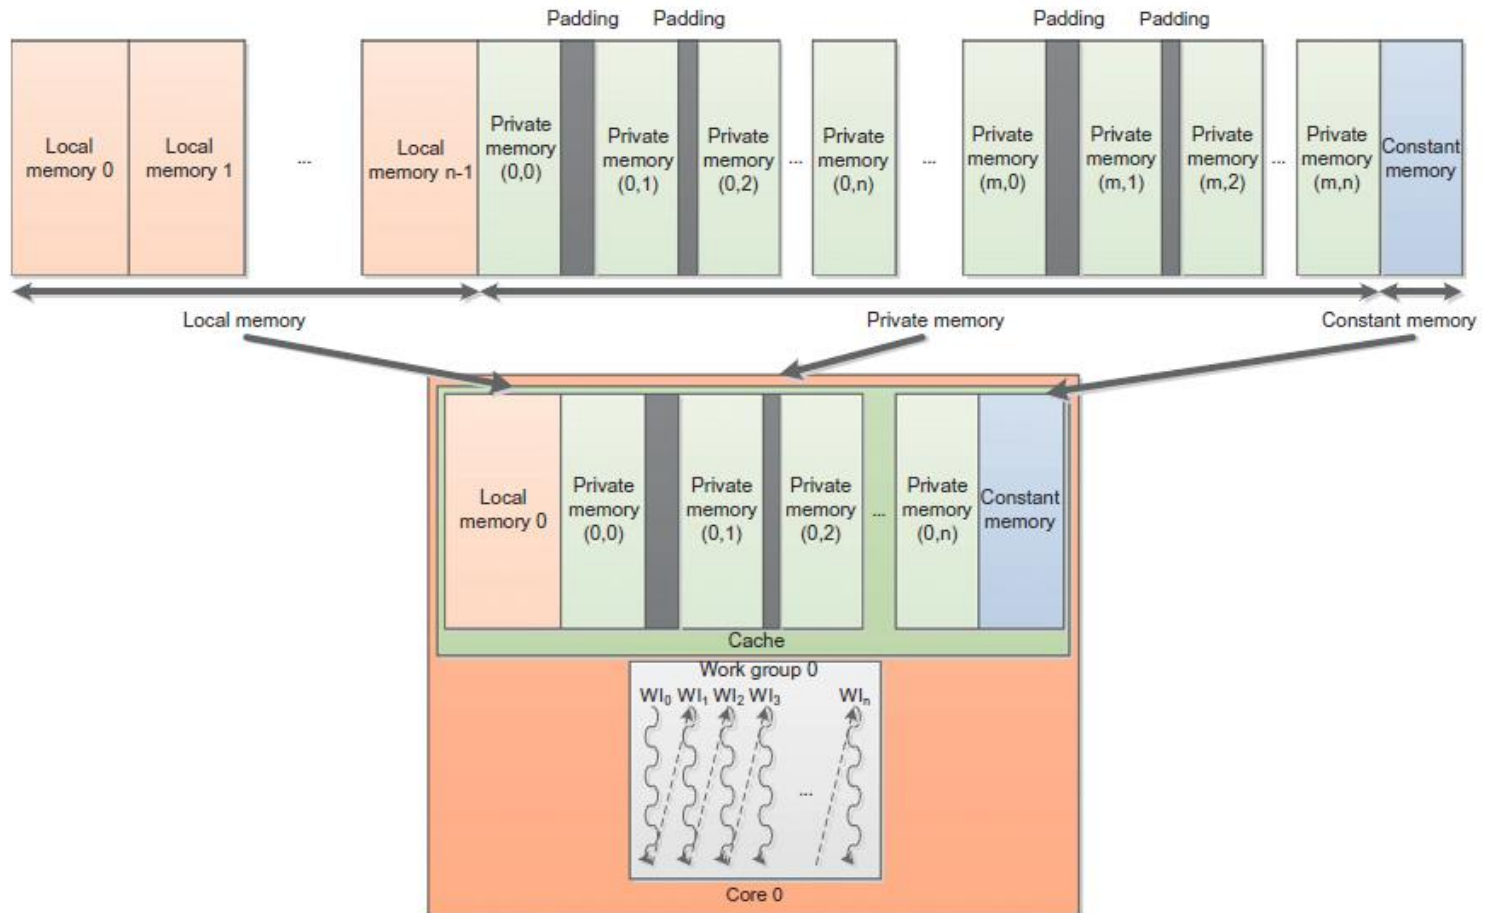 Padding Padding Padding Padding
Local
memory 0
Local
memory 1
...
Local
memory n-1
Private
memory
(0,0)
Private
memory
(0,1)
Private
memory
(0,2)
...
Private
memory
(0,n)
...
Private
memory
(m,0)
Private
memory
(m,1)
Private
memory
(m,2)
...
Private
memory
(m,n)
Constant
memory
Local memory
Private memory
Constant memory
Local
memory 0
Private
memory
(0,0)
Private
memory
(0,1)
Private
memory
(0,2)
...
Private
memory
(0,n)
Constant
memory
Cache
Work group 0
WI₀ WI₁ WI₂ WI₃ WIₙ
...
Core 0